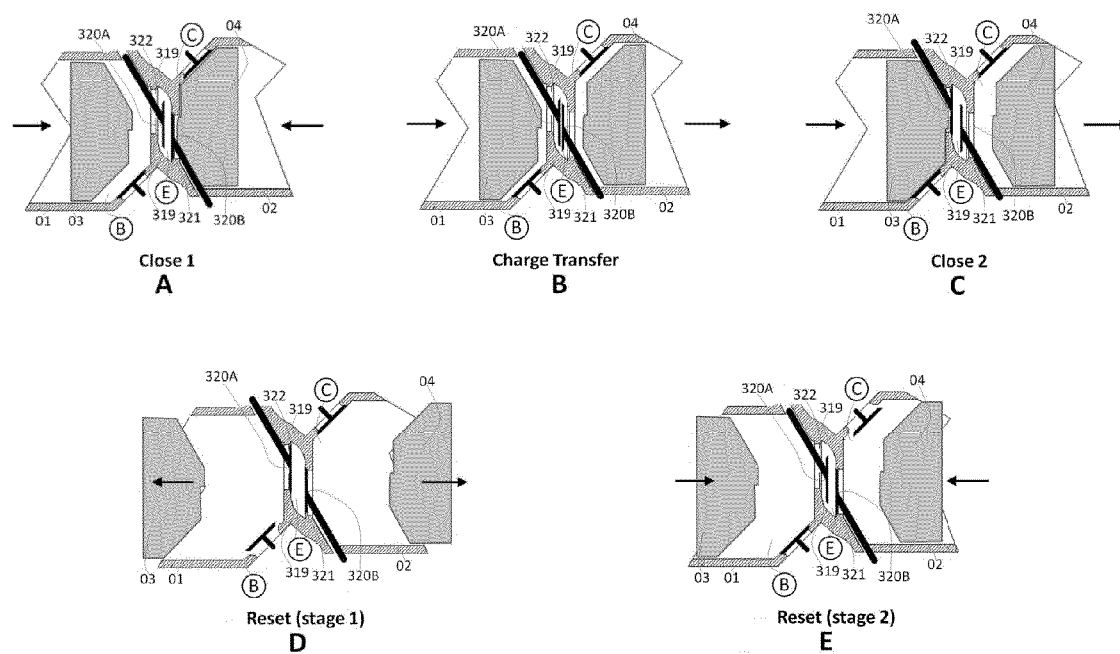 320A 322 319 C 04
01 03 B 319 E 321 320B 02
Close 1
A
320A 322 319 C 04
01 03 B 319 E 321 320B 02
Charge Transfer
B
320A 322 319 C 04
01 03 B 319 E 321 320B 02
Close 2
C
320A 322 319 C 04
03 01 B 319 E 321 320B 02
Reset (stage 1)
D
320A 322 319 C 04
03 01 B 319 E 321 320B 02
Reset (stage 2)
E